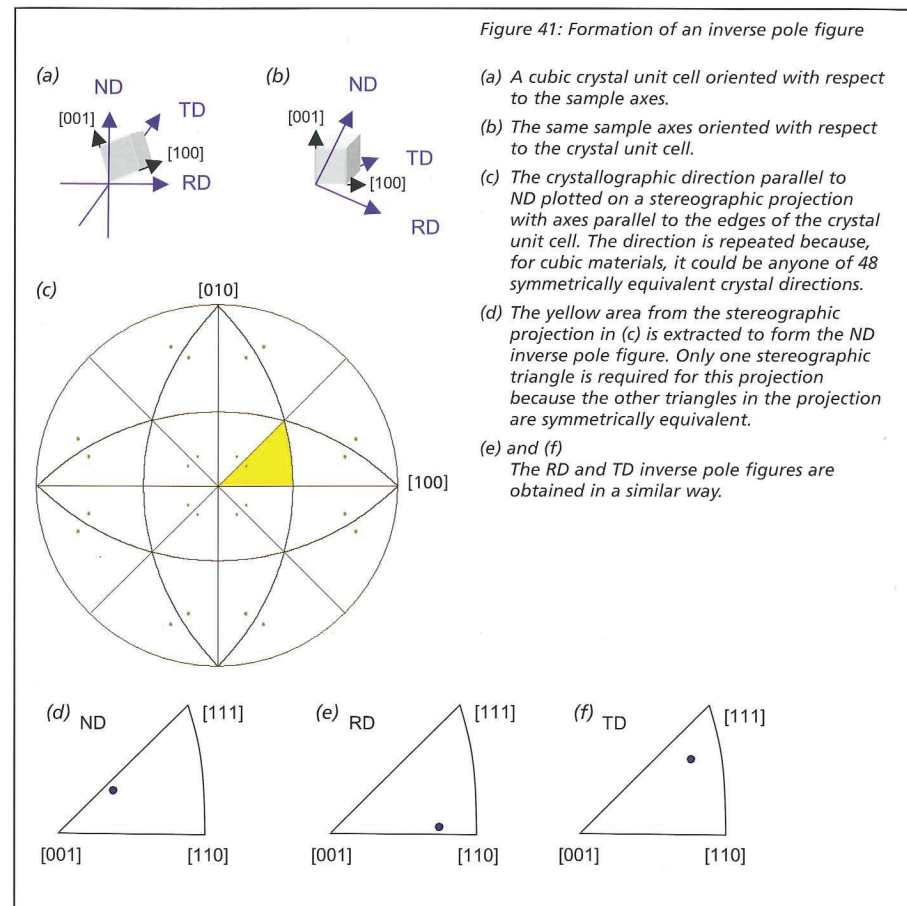 Figure 41: Formation of an inverse pole figure
(a)
ND
TD
[001]
[100]
RD
(b)
ND
[001]
TD
[100]
RD
(a) A cubic crystal unit cell oriented with respect
to the sample axes.
(b) The same sample axes oriented with respect
to the crystal unit cell.
(c) The crystallographic direction parallel to
ND plotted on a stereographic projection
with axes parallel to the edges of the crystal
unit cell. The direction is repeated because,
for cubic materials, it could be anyone of 48
symmetrically equivalent crystal directions.
(d) The yellow area from the stereographic
projection in (c) is extracted to form the ND
inverse pole figure. Only one stereographic
triangle is required for this projection
because the other triangles in the projection
are symmetrically equivalent.
(e) and (f)
The RD and TD inverse pole figures are
obtained in a similar way.
(c)
[010]
[100]
(d) ND
[111]
[001]
[110]
(e) RD
[111]
[001]
[110]
(f) TD
[111]
[001]
[110]